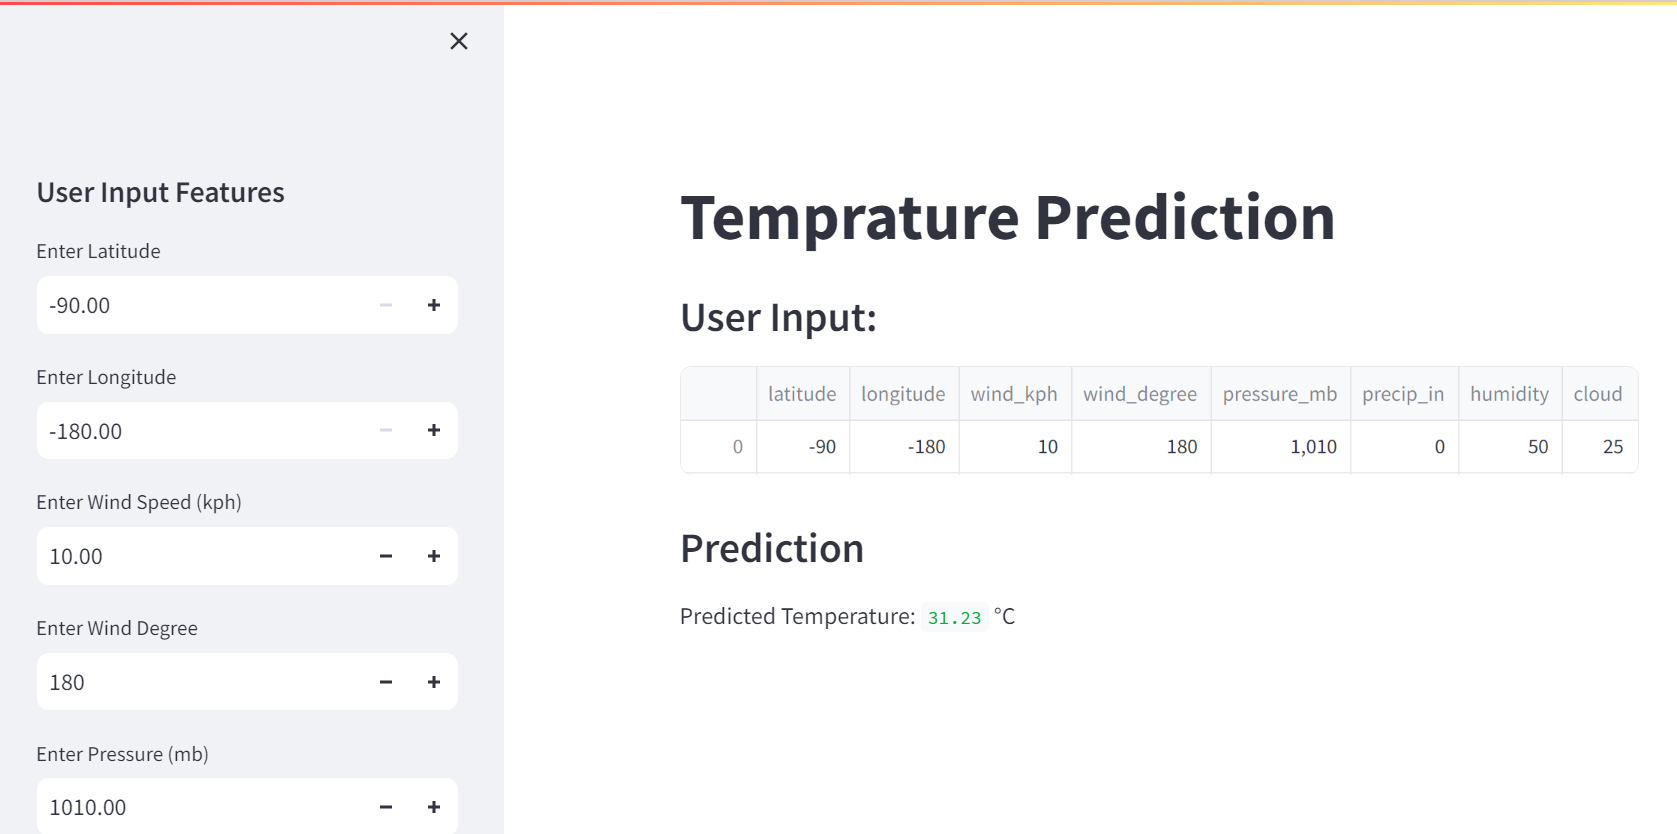 User Input Features
Enter Latitude
-90.00
Enter Longitude
-180.00
Enter Wind Speed (kph)
10.00
Enter Wind Degree
180
Enter Pressure (mb)
1010.00
Temprature Prediction
User Input:
latitude longitude wind_kph wind_degree pressure_mb precip_in humidity cloud
0 -90 -180 10 180 1,010 0 50 25
Prediction
Predicted Temperature: 31.23 °C